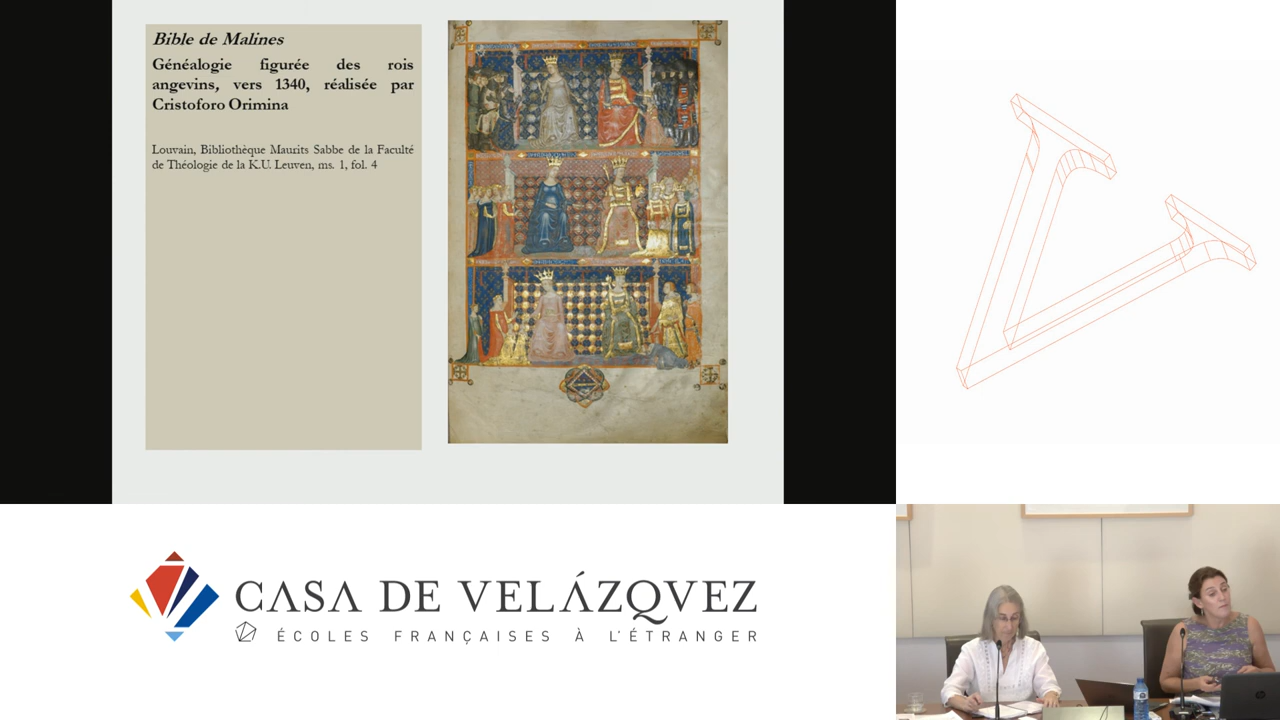 Bible de Malines
Généalogie figurée des rois
angevins, vers 1340, réalisée par
Cristoforo Orimina
Louvain, Bibliothèque Maurits Sabbe de la Faculté
de Théologie de la K.U. Leuven, ms. 1, fol. 4
CASA DE VELÁZQVEZ
ÉCOLES FRANÇAISES À L'ÉTRANGER